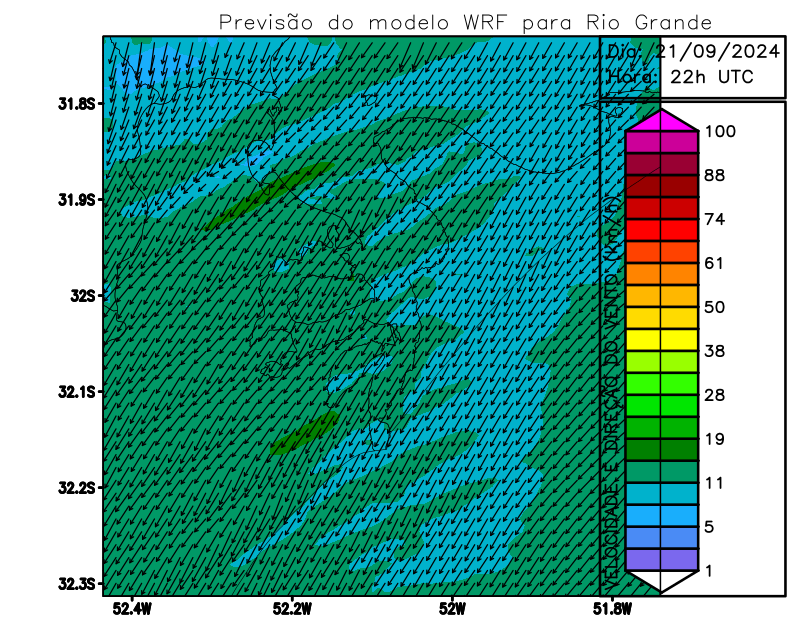 Previsão do modelo WRF para Rio Grande
Dia: 21/09/2024
Hora: 22h UTC
31.8S
31.9S
32S
32.1S
32.2S
32.3S
52.4W
52.2W
52W
51.8W
VELOCIDADE E DIREÇÃO DO VENTO (km/h)
100
88
74
61
50
38
28
19
11
5
1